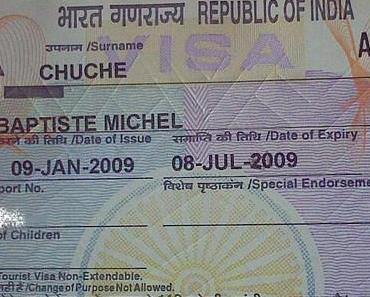 भारत गणराज्य REPUBLIC OF INDIA
VISA
उपनाम /Surname
CHUCHE
BAPTISTE MICHEL
करने की तिथि /Date of Issue समाप्ति की तिथि /Date of Expiry
09-JAN-2009 08-JUL-2009
port No. विशेष पृष्ठांकन /Special Endorseme
of Children
Tourist Visa Non-Extendable.
नहीं है /Change of Purpose Not Allowed.